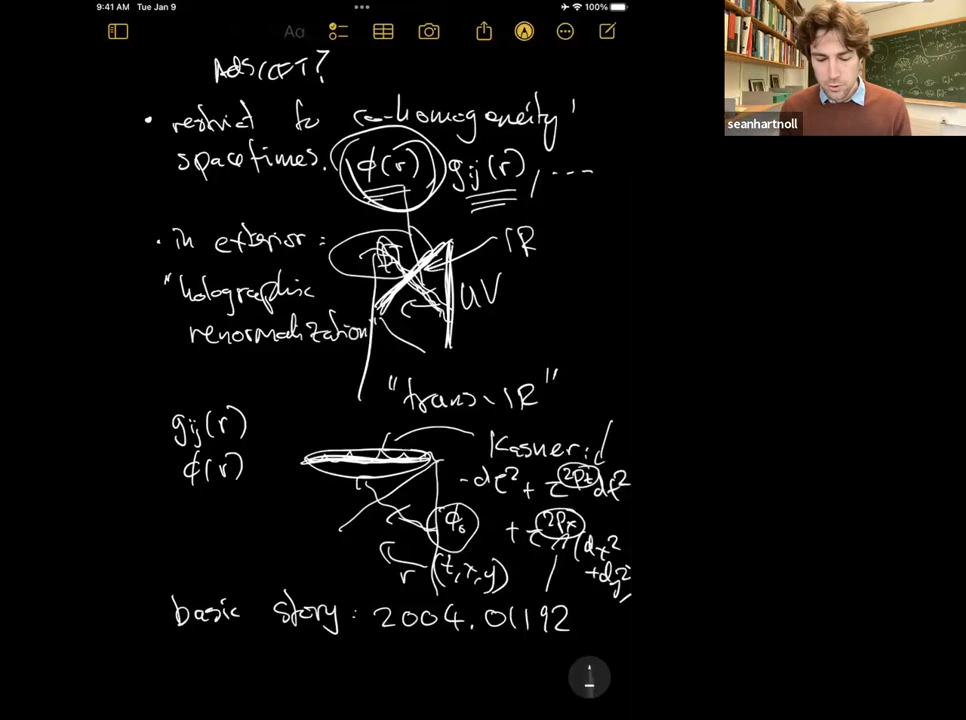 9:41 AM Tue Jan 9
100%
Aa
seanhartnoll
AdS/CFT?
• restrict to co-homogeneity 1
spacetimes. φ(r) gij(r), ...
• in exterior :
IR
"holographic
UV
renormalization
"trans-IR"
gij(r)
Kasner:
φ(r)
-dτ² + τ^2Pt dt²
φ₀
+ τ^2Px (dx²
+dy²)
r (t,x,y)
basic story: 2004.01192